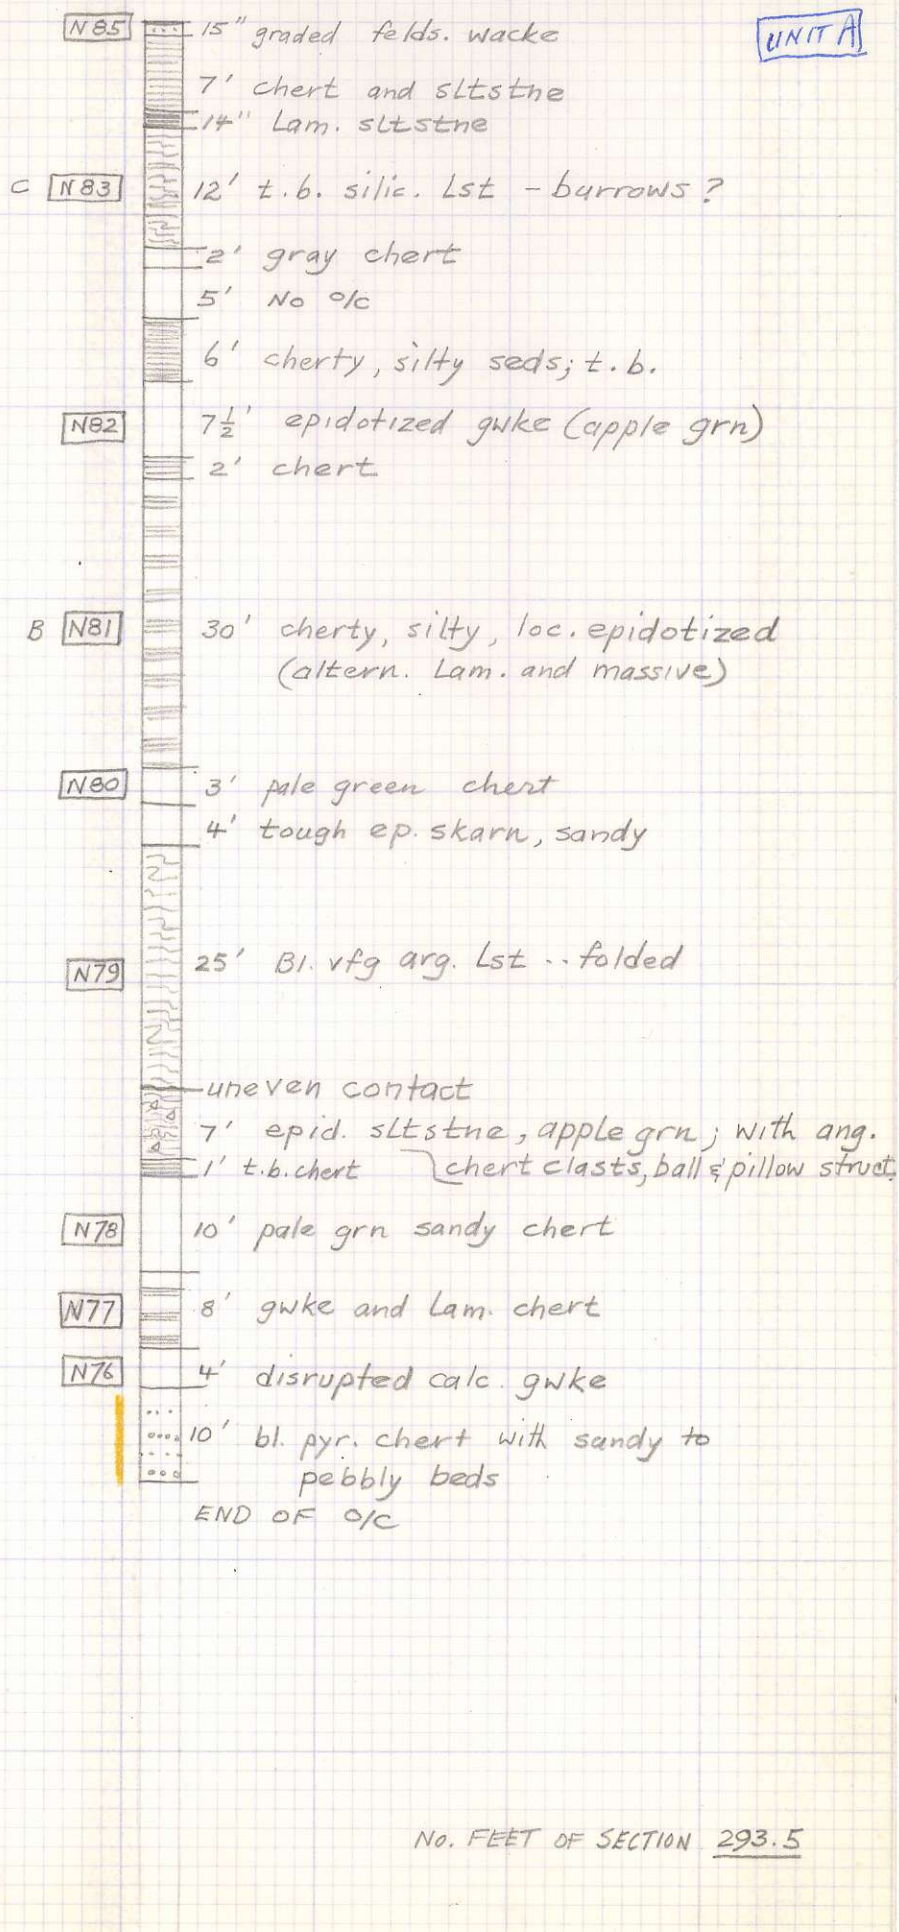 N85 15" graded felds. wacke UNIT A
7' chert and sltstne
14" Lam. sltstne
C N83 12' t.b. silic. Lst - burrows?
2' gray chert
5' No o/c
6' cherty, silty seds; t.b.
N82 7½' epidotized gwke (apple grn)
2' chert
B N81 30' cherty, silty, loc. epidotized
(altern. Lam. and massive)
N80 3' pale green chert
4' tough ep. skarn, sandy
N79 25' Bl. vfg arg. Lst -- folded
uneven contact
7' epid. sltstne, apple grn; with ang.
1' t.b. chert chert clasts, ball & pillow struct.
N78 10' pale grn sandy chert
N77 8' gwke and Lam. chert
N76 4' disrupted calc. gwke
10' bl. pyr. chert with sandy to
pebbly beds
END OF O/C
No. FEET OF SECTION 293.5